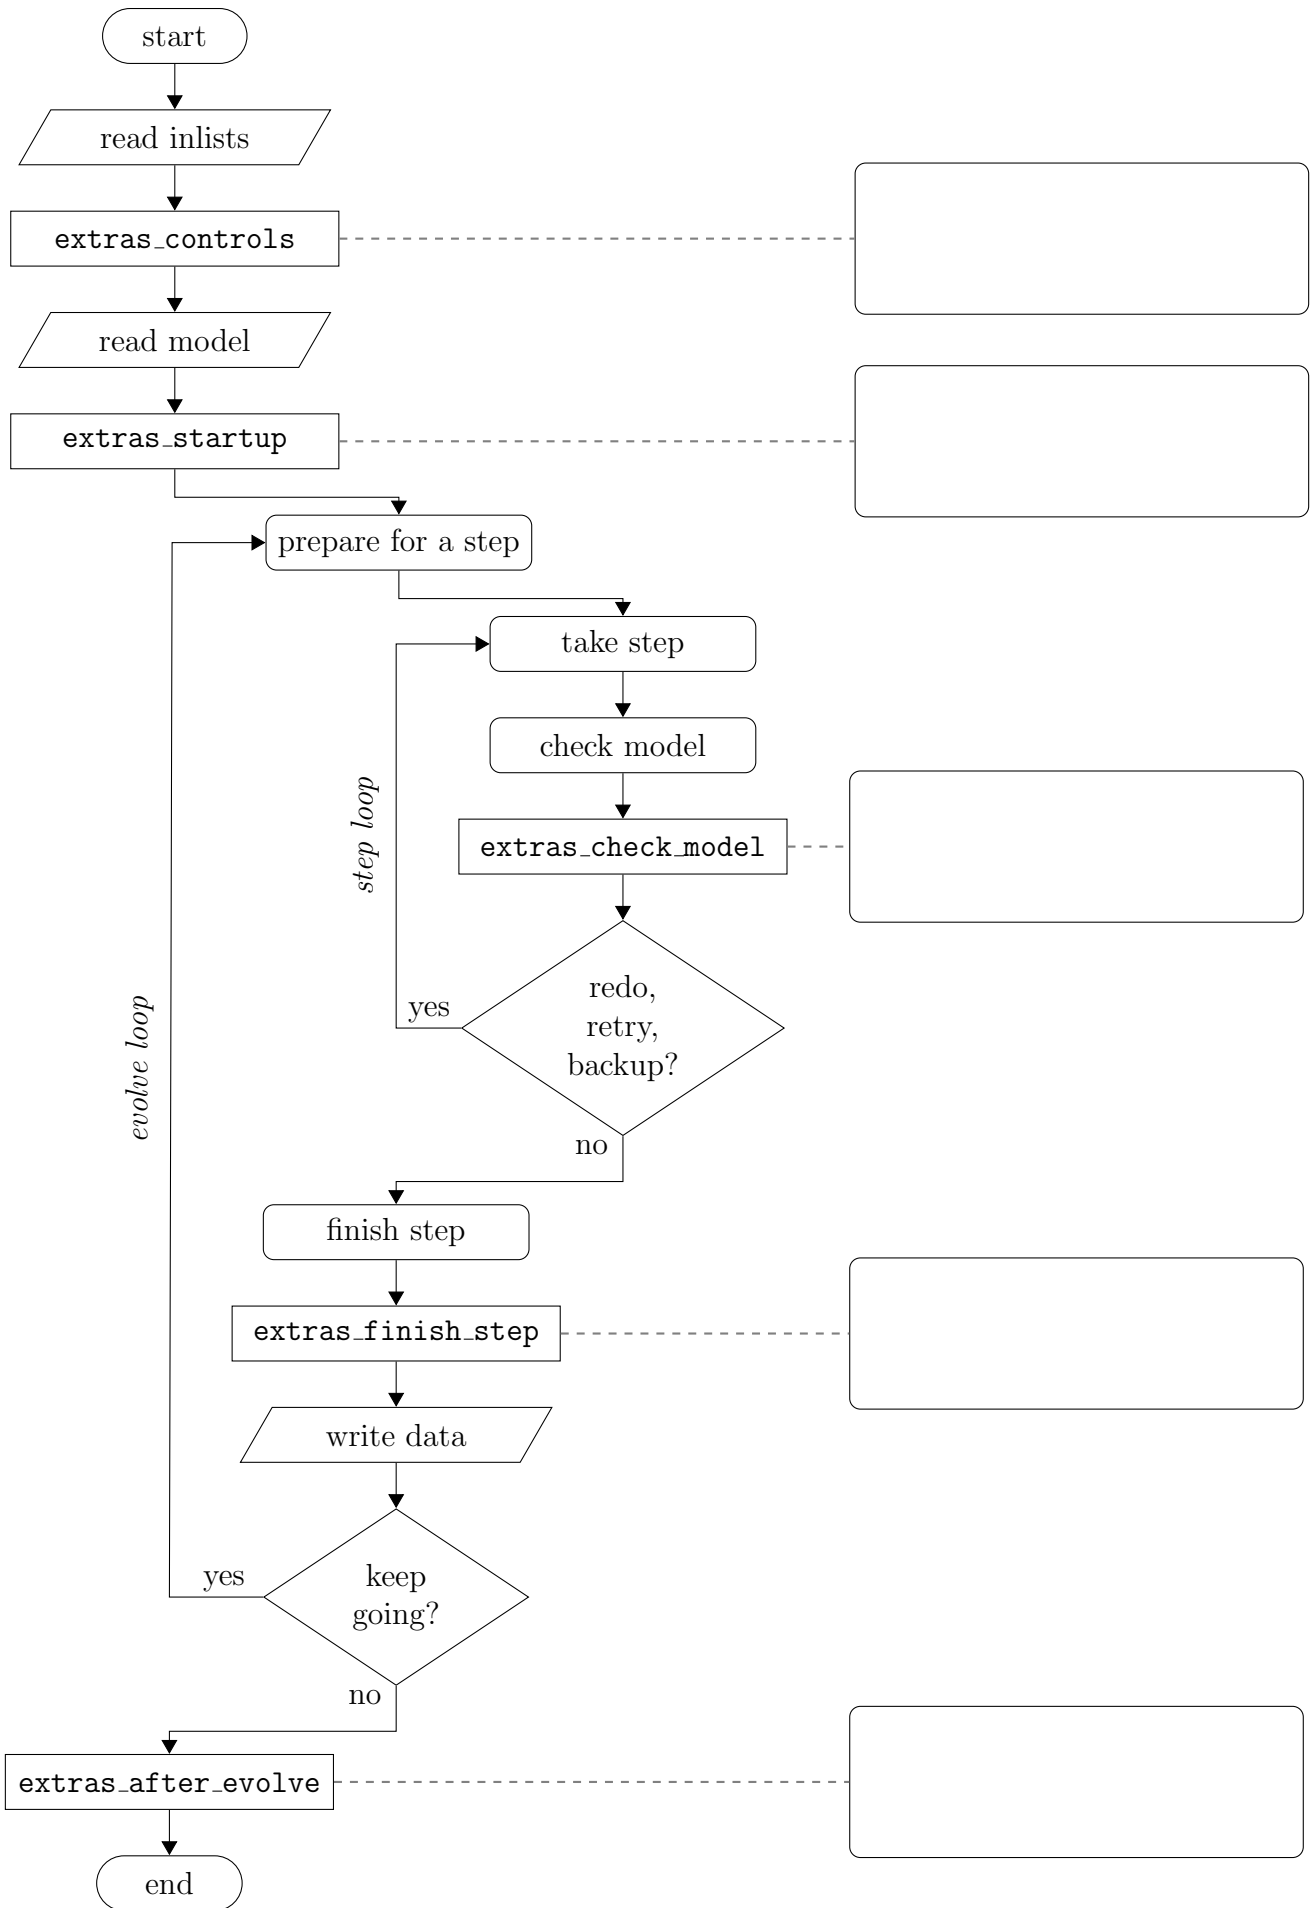 start
read inlists
extras_controls
read model
extras_startup
prepare for a step
take step
check model
step loop
extras_check_model
redo,
retry,
backup?
yes
evolve loop
no
finish step
extras_finish_step
write data
keep
going?
yes
no
extras_after_evolve
end